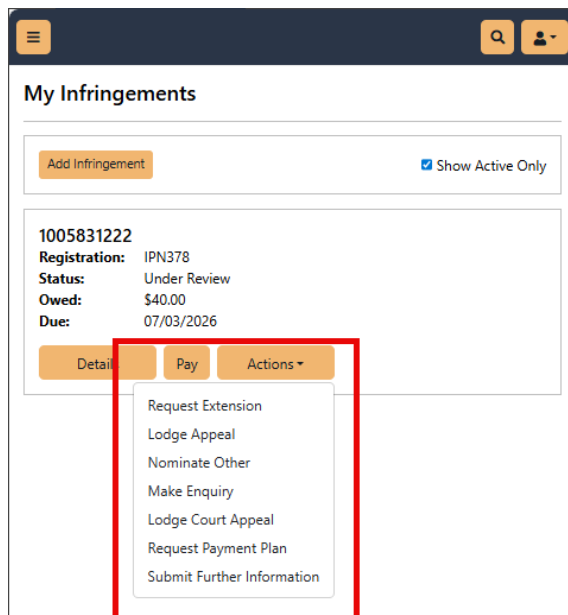 My Infringements
Add Infringement
Show Active Only
1005831222
Registration: IPN378
Status: Under Review
Owed: $40.00
Due: 07/03/2026
Details Pay Actions
Request Extension
Lodge Appeal
Nominate Other
Make Enquiry
Lodge Court Appeal
Request Payment Plan
Submit Further Information